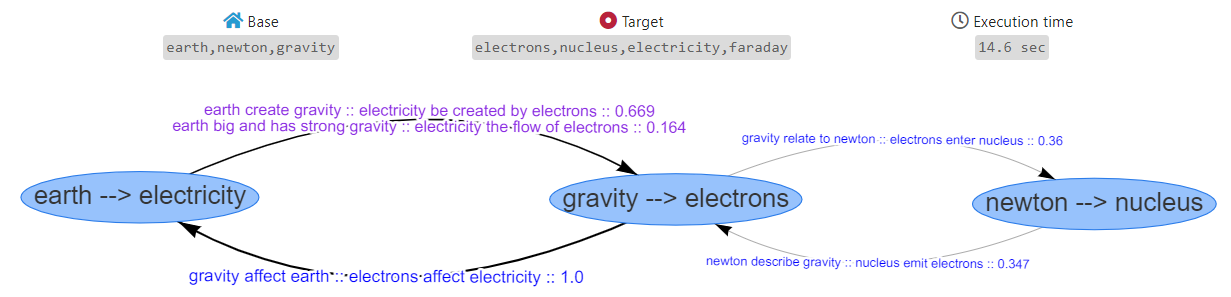 Base
Target
Execution time
earth,newton,gravity
electrons,nucleus,electricity,faraday
14.6 sec
earth create gravity :: electricity be created by electrons :: 0.669
earth big and has strong gravity :: electricity the flow of electrons :: 0.164
gravity relate to newton :: electrons enter nucleus :: 0.36
earth --> electricity
gravity --> electrons
newton --> nucleus
newton describe gravity :: nucleus emit electrons :: 0.347
gravity affect earth :: electrons affect electricity :: 1.0